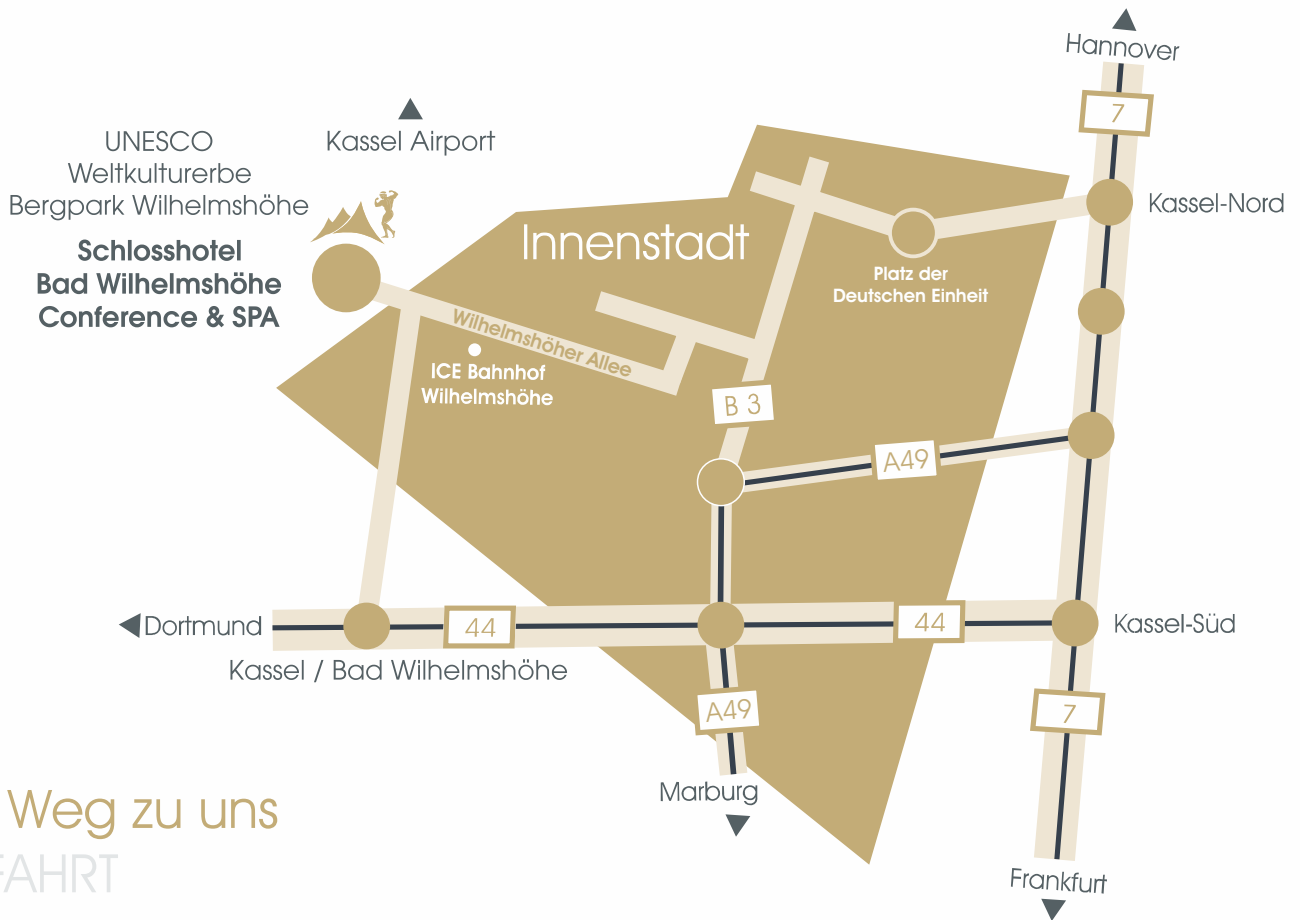 Hannover
7
Kassel Airport
UNESCO
Weltkulturerbe
Bergpark Wilhelmshöhe
Schlosshotel
Bad Wilhelmshöhe
Conference & SPA
Innenstadt
Kassel-Nord
Platz der
Deutschen Einheit
Wilhelmshöher Allee
ICE Bahnhof
Wilhelmshöhe
B 3
A49
Dortmund
44
44
Kassel-Süd
Kassel / Bad Wilhelmshöhe
A49
7
Marburg
Weg zu uns
FAHRT
Frankfurt